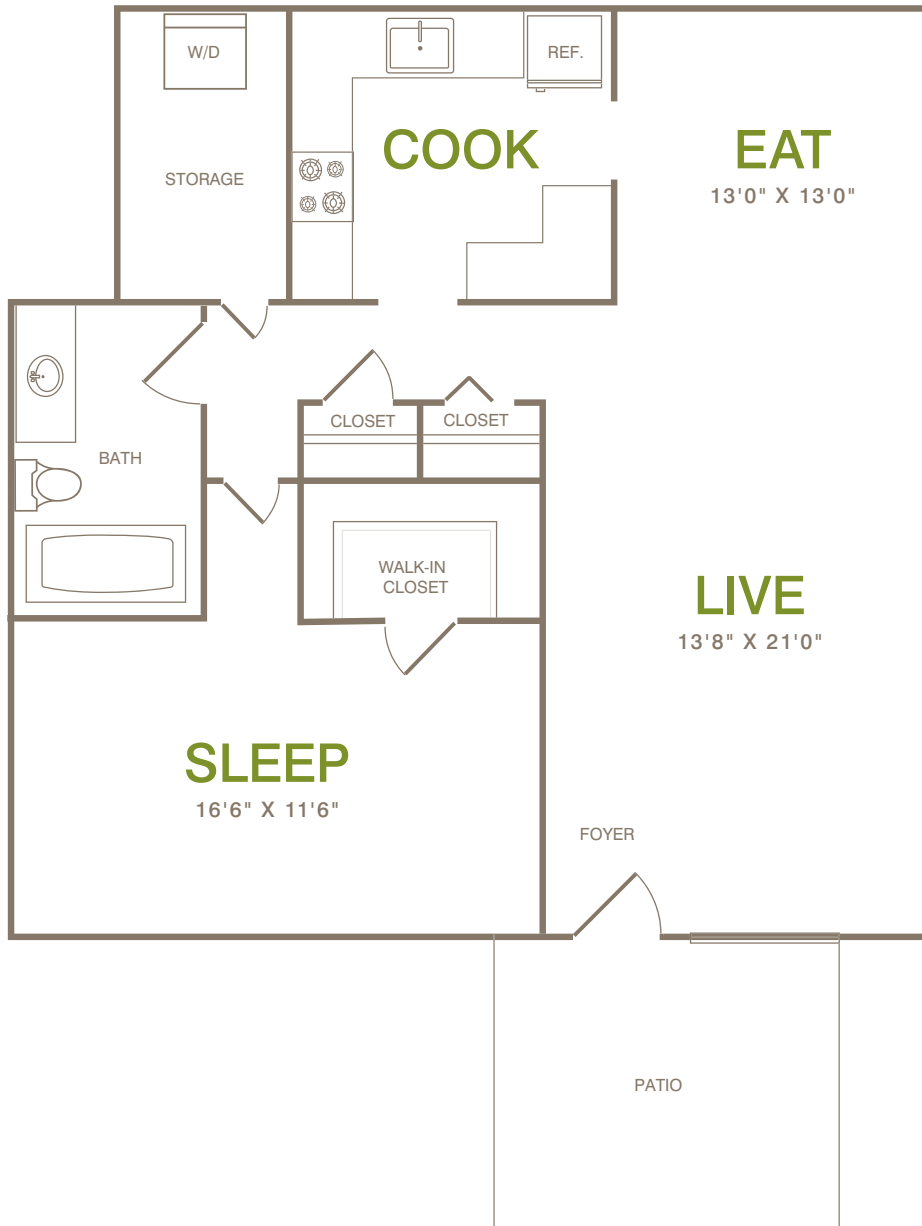 W/D
REF.
COOK
EAT
13'0" X 13'0"
STORAGE
CLOSET
CLOSET
BATH
WALK-IN
CLOSET
LIVE
13'8" X 21'0"
SLEEP
16'6" X 11'6"
FOYER
PATIO